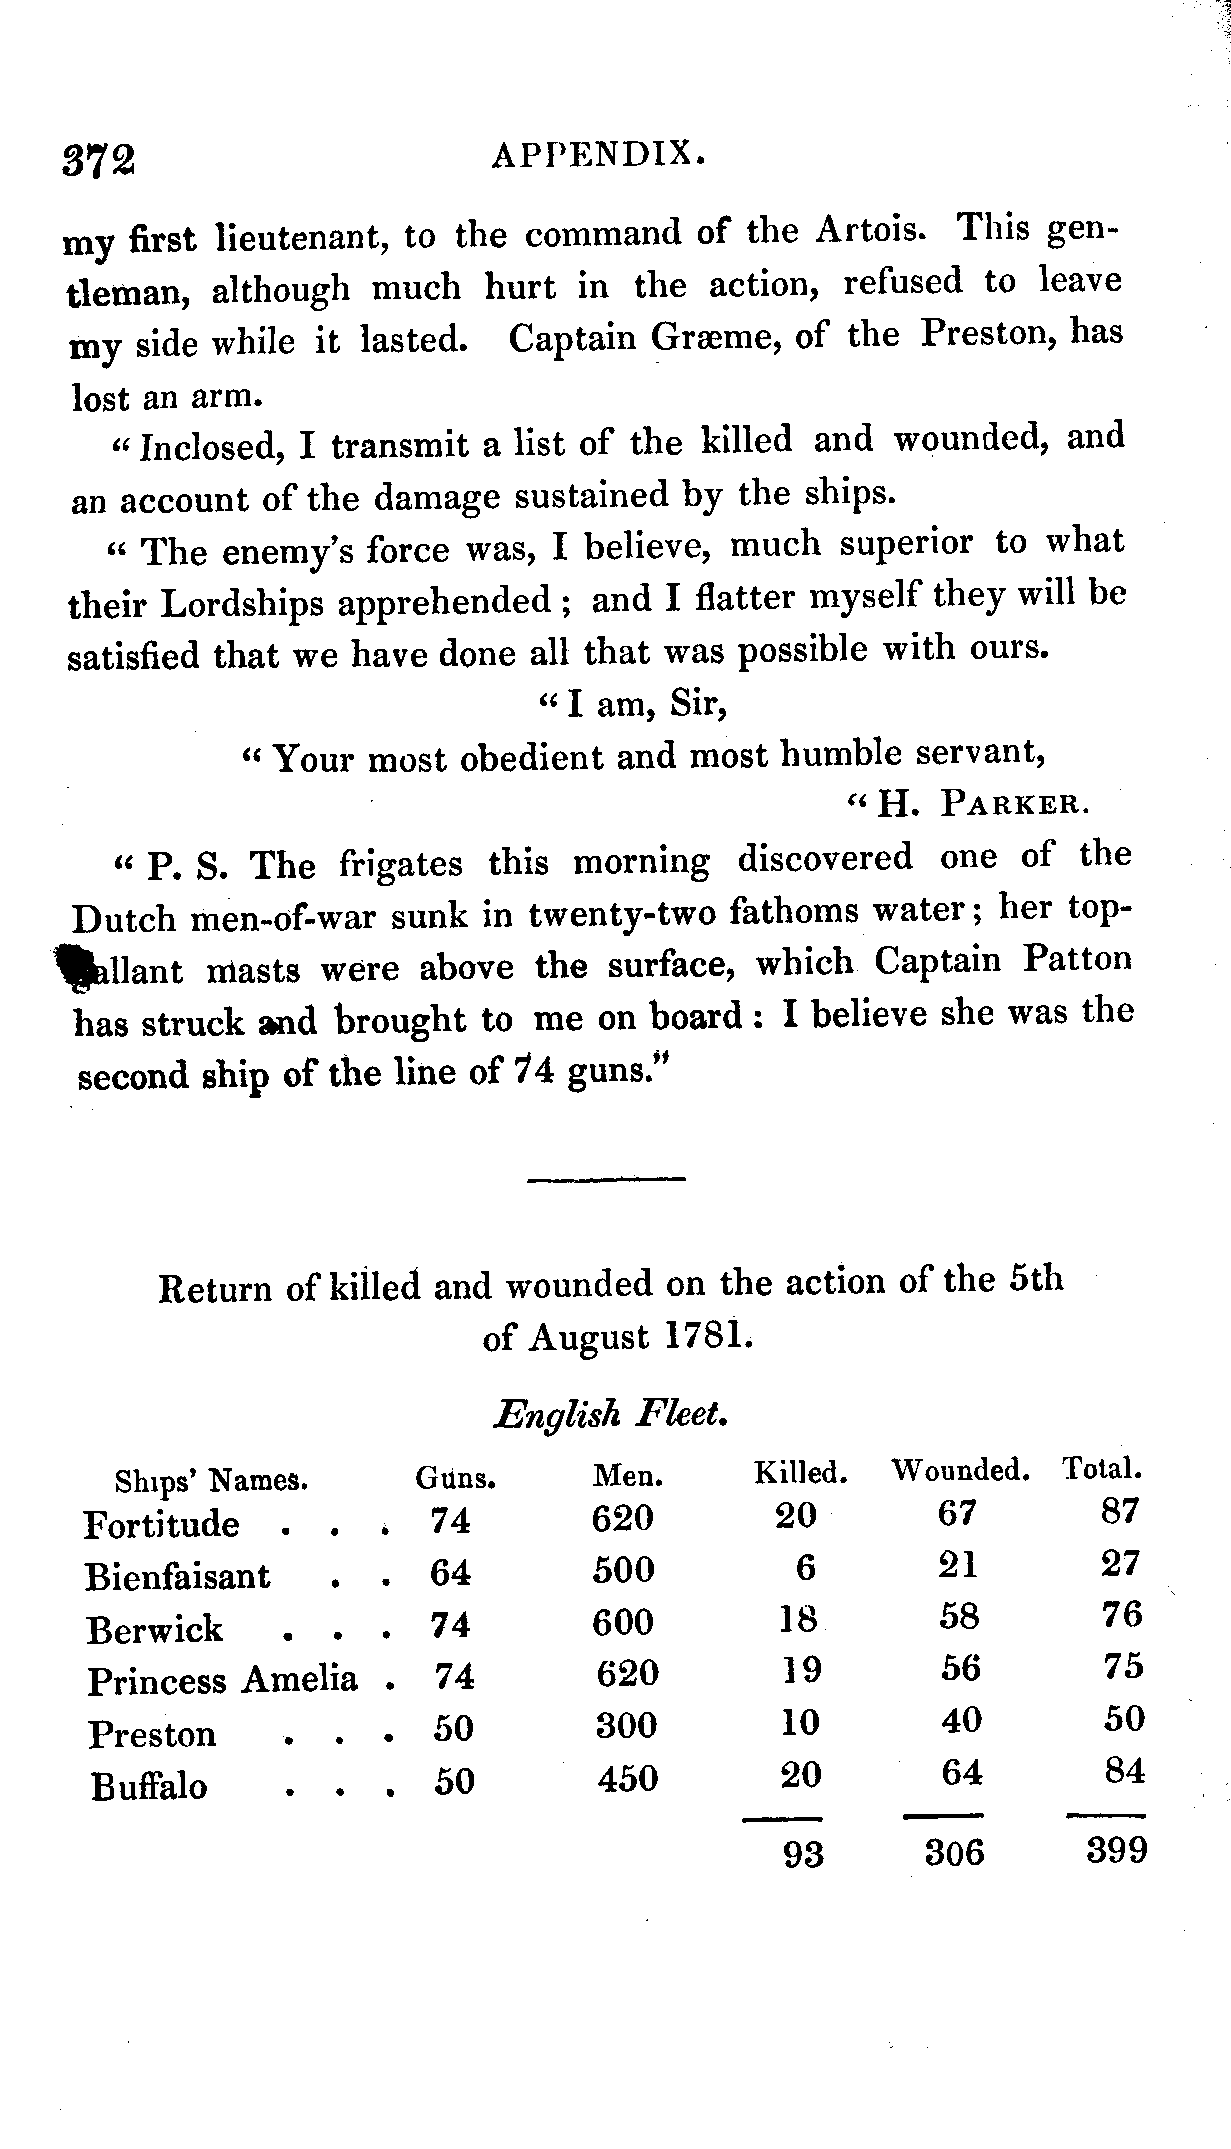 372 APPENDIX.
my first lieutenant, to the command of the Artois. This gen-
tleman, although much hurt in the action, refused to leave
my side while it lasted. Captain Græme, of the Preston, has
lost an arm.
“ Inclosed, I transmit a list of the killed and wounded, and
an account of the damage sustained by the ships.
“ The enemy's force was, I believe, much superior to what
their Lordships apprehended ; and I flatter myself they will be
satisfied that we have done all that was possible with ours.
“ I am, Sir,
“ Your most obedient and most humble servant,
“ H. PARKER.
“ P. S. The frigates this morning discovered one of the
Dutch men-of-war sunk in twenty-two fathoms water; her top-
allant masts were above the surface, which Captain Patton
has struck and brought to me on board : I believe she was the
second ship of the line of 74 guns."
Return of killed and wounded on the action of the 5th
of August 1781.
English Fleet.
Ships' Names. Guns. Men. Killed. Wounded. Total.
Fortitude . . . 74 620 20 67 87
Bienfaisant . . 64 500 6 21 27
Berwick . . . 74 600 18 58 76
Princess Amelia . 74 620 19 56 75
Preston . . . 50 300 10 40 50
Buffalo . . . 50 450 20 64 84
93 306 399